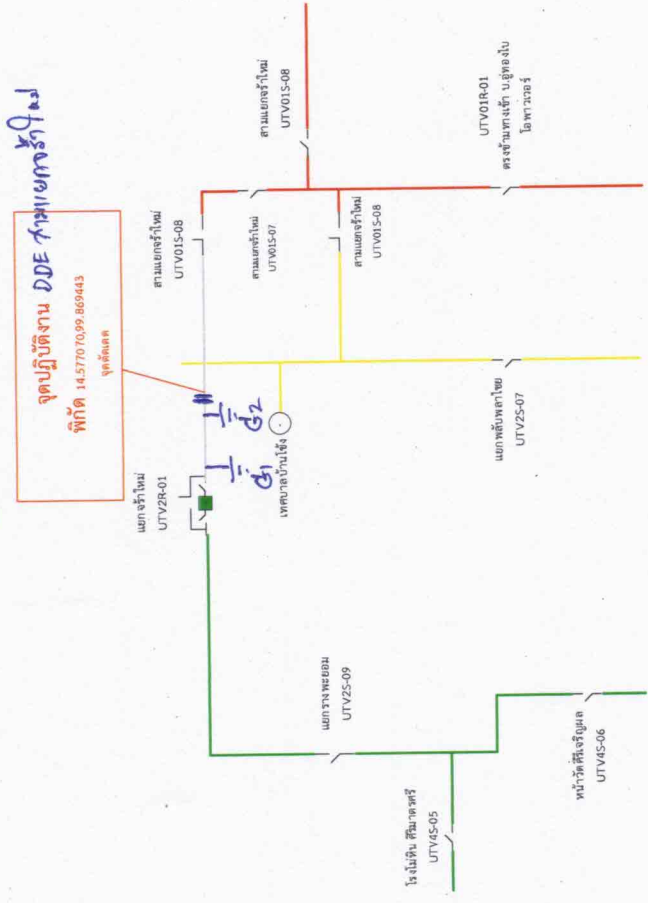 จุดปฏิบัติงาน DDE สามแยกจร้าใหม่
พิกัด 14.577070,99.869443
จุดตัดเดด
แยกจร้าใหม่
UTV2R-01
G1
G2
เทศบาลบ้านโข้ง
สามแยกจร้าใหม่
UTV01S-08
สามแยกจร้าใหม่
UTV01S-07
สามแยกจร้าใหม่
UTV01S-08
สามแยกจร้าใหม่
UTV01S-08
UTV01R-01
ตรงข้ามทางเข้า บ.อู่ทองไบ
โอพาวเวอร์
แยกพลับพลาไชย
UTV2S-07
แยกรางพะยอม
UTV2S-09
โรงโม่หิน ศิริมาตรศรี
UTV4S-05
หน้าวัดศิริเจริญผล
UTV4S-06